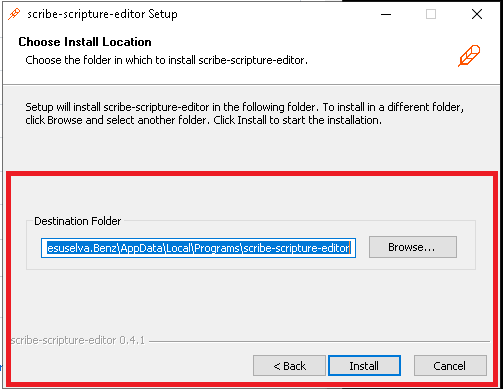 scribe-scripture-editor Setup
Choose Install Location
Choose the folder in which to install scribe-scripture-editor.
Setup will install scribe-scripture-editor in the following folder. To install in a different folder,
click Browse and select another folder. Click Install to start the installation.
Destination Folder
esuselva.Benz\AppData\Local\Programs\scribe-scripture-editor
Browse...
scribe-scripture-editor 0.4.1
< Back
Install
Cancel